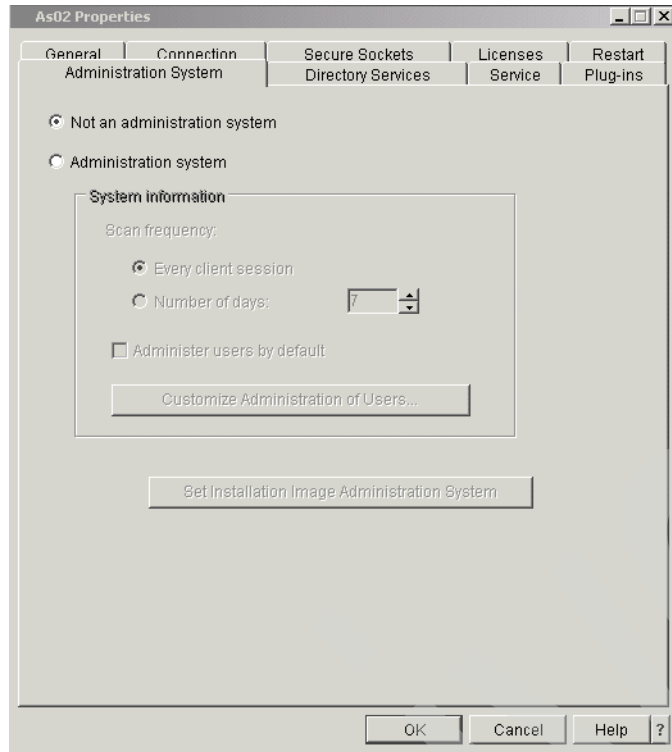 As02 Properties
General Connection Secure Sockets Licenses Restart
Administration System Directory Services Service Plug-ins
Not an administration system
Administration system
System information
Scan frequency:
Every client session
Number of days: 7
Administer users by default
Customize Administration of Users...
Set Installation Image Administration System
OK Cancel Help ?